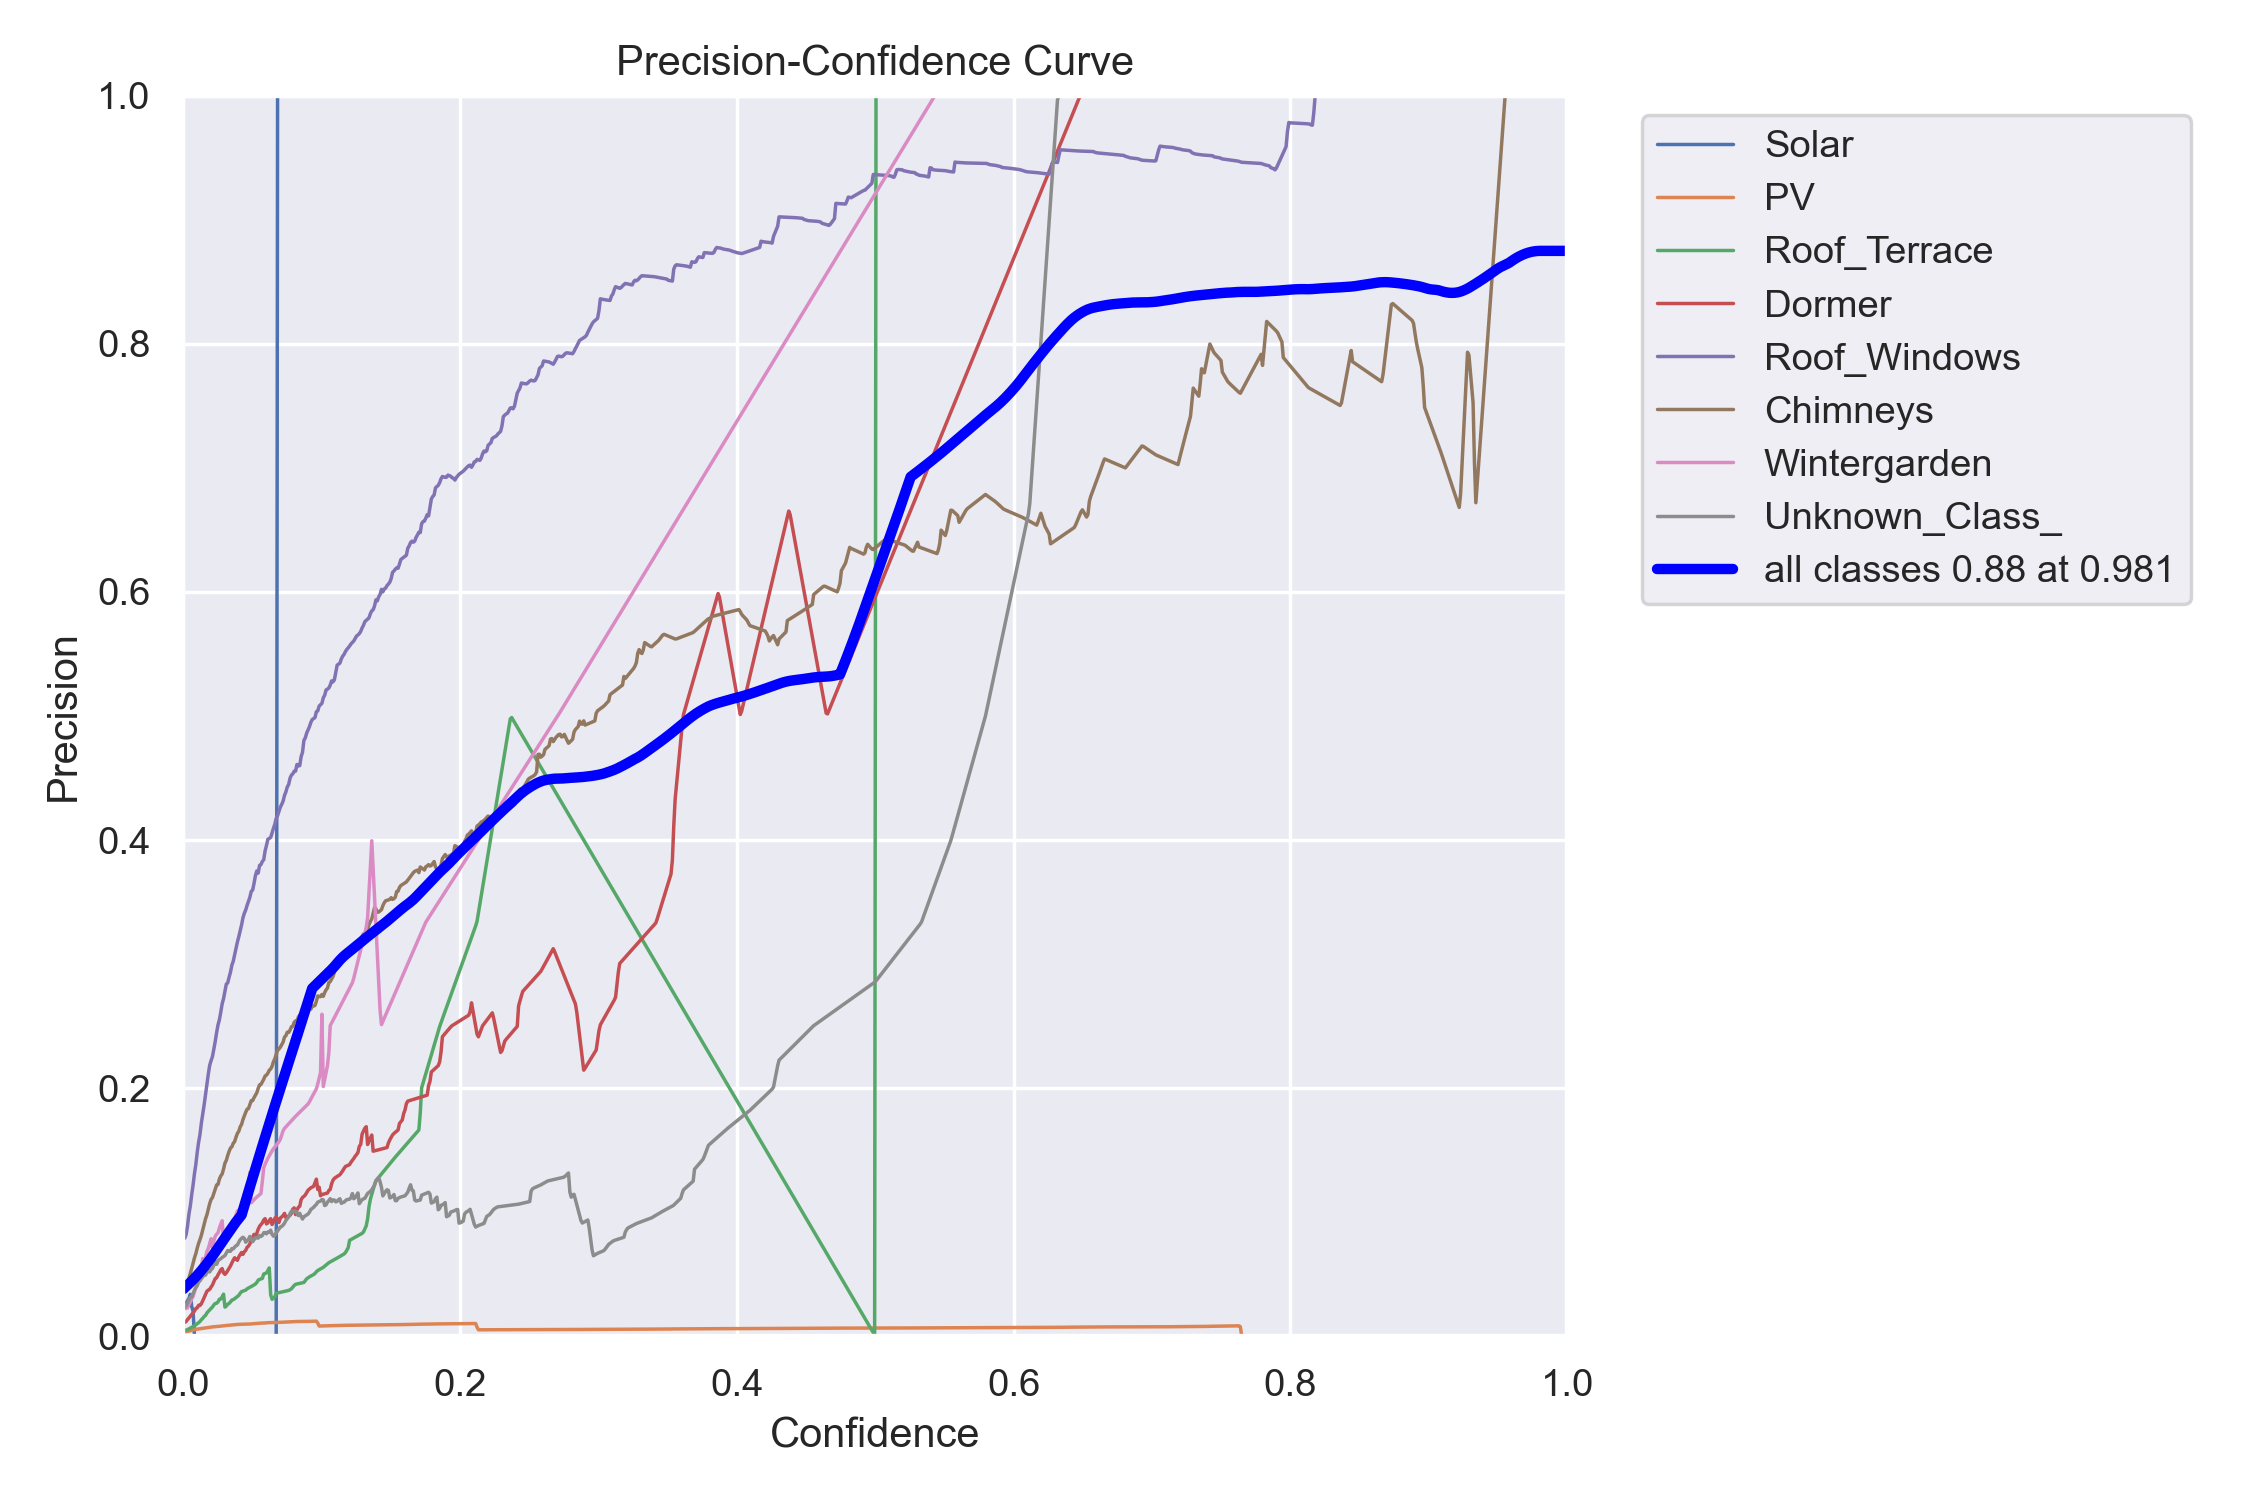 Precision-Confidence Curve
1.0
0.8
0.6
0.4
0.2
0.0
Precision
0.0 0.2 0.4 0.6 0.8 1.0
Confidence
Solar
PV
Roof_Terrace
Dormer
Roof_Windows
Chimneys
Wintergarden
Unknown_Class_
all classes 0.88 at 0.981